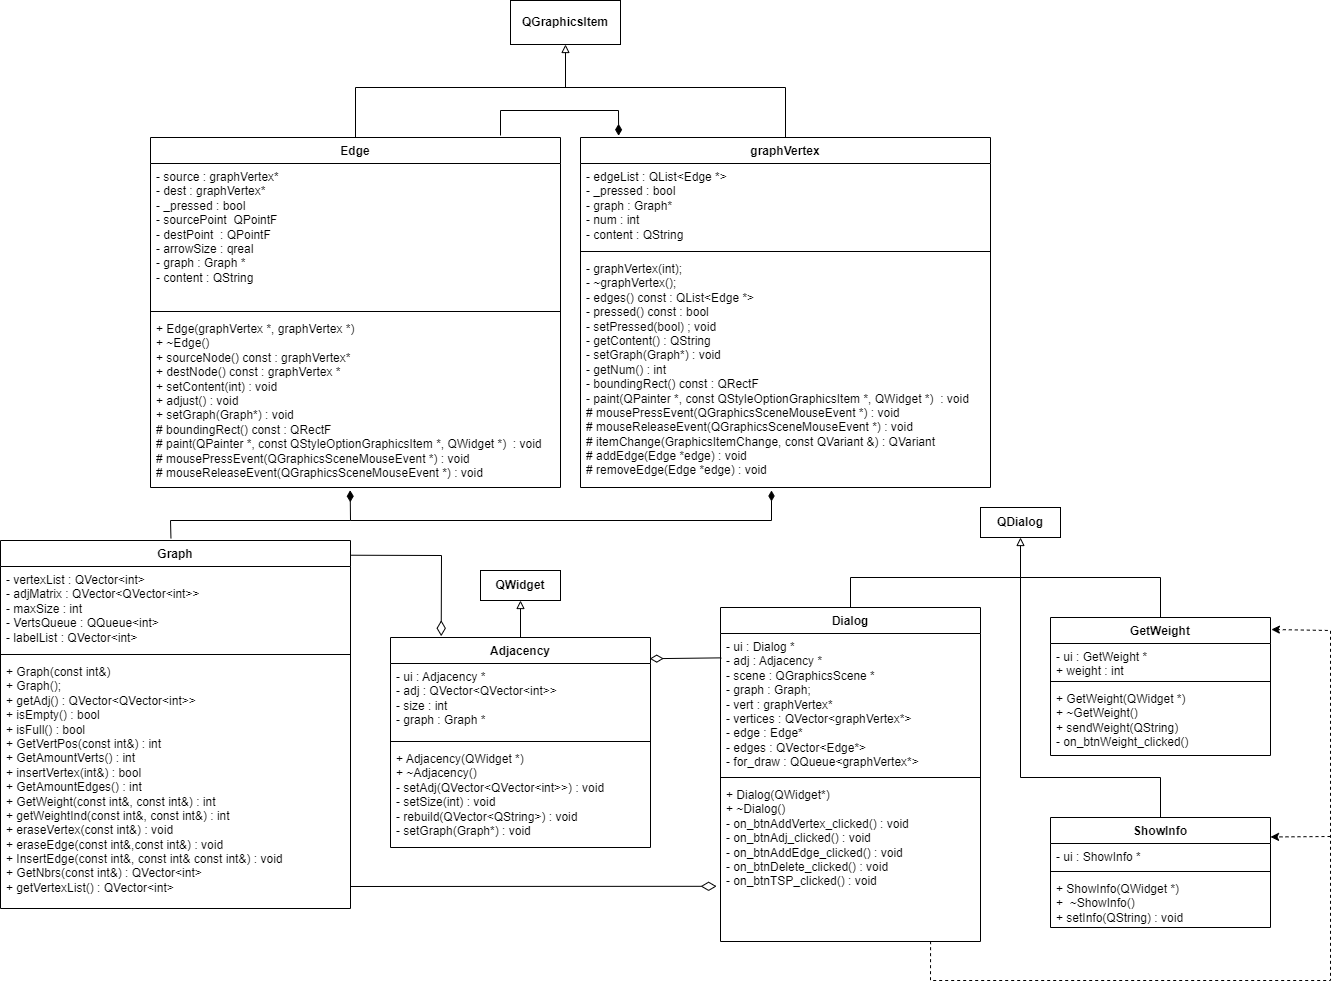 QGraphicsItem
Edge
- source : graphVertex*
- dest : graphVertex*
- _pressed : bool
- sourcePoint  QPointF
- destPoint  : QPointF
- arrowSize : qreal
- graph : Graph *
- content : QString
+ Edge(graphVertex *, graphVertex *)
+ ~Edge()
+ sourceNode() const : graphVertex*
+ destNode() const : graphVertex *
+ setContent(int) : void
+ adjust() : void
+ setGraph(Graph*) : void
# boundingRect() const : QRectF
# paint(QPainter *, const QStyleOptionGraphicsItem *, QWidget *)  : void
# mousePressEvent(QGraphicsSceneMouseEvent *) : void
# mouseReleaseEvent(QGraphicsSceneMouseEvent *) : void
graphVertex
- edgeList : QList<Edge *>
- _pressed : bool
- graph : Graph*
- num : int
- content : QString
- graphVertex(int);
- ~graphVertex();
- edges() const : QList<Edge *>
- pressed() const : bool
- setPressed(bool) ; void
- getContent() : QString
- setGraph(Graph*) : void
- getNum() : int
- boundingRect() const : QRectF
- paint(QPainter *, const QStyleOptionGraphicsItem *, QWidget *)  : void
# mousePressEvent(QGraphicsSceneMouseEvent *) : void
# mouseReleaseEvent(QGraphicsSceneMouseEvent *) : void
# itemChange(GraphicsItemChange, const QVariant &) : QVariant
# addEdge(Edge *edge) : void
# removeEdge(Edge *edge) : void
Graph
- vertexList : QVector<int>
- adjMatrix : QVector<QVector<int>>
- maxSize : int
- VertsQueue : QQueue<int>
- labelList : QVector<int>
+ Graph(const int&)
+ Graph();
+ getAdj() : QVector<QVector<int>>
+ isEmpty() : bool
+ isFull() : bool
+ GetVertPos(const int&) : int
+ GetAmountVerts() : int
+ insertVertex(int&) : bool
+ GetAmountEdges() : int
+ GetWeight(const int&, const int&) : int
+ getWeightInd(const int&, const int&) : int
+ eraseVertex(const int&) : void
+ eraseEdge(const int&,const int&) : void
+ InsertEdge(const int&, const int& const int&) : void
+ GetNbrs(const int&) : QVector<int>
+ getVertexList() : QVector<int>
QWidget
Adjacency
- ui : Adjacency *
- adj : QVector<QVector<int>>
- size : int
- graph : Graph *
+ Adjacency(QWidget *)
+ ~Adjacency()
- setAdj(QVector<QVector<int>>) : void
- setSize(int) : void
- rebuild(QVector<QString>) : void
- setGraph(Graph*) : void
QDialog
Dialog
- ui : Dialog *
- adj : Adjacency *
- scene : QGraphicsScene *
- graph : Graph;
- vert : graphVertex*
- vertices : QVector<graphVertex*>
- edge : Edge*
- edges : QVector<Edge*>
- for_draw : QQueue<graphVertex*>
+ Dialog(QWidget*)
+ ~Dialog()
- on_btnAddVertex_clicked() : void
- on_btnAdj_clicked() : void
- on_btnAddEdge_clicked() : void
- on_btnDelete_clicked() : void
- on_btnTSP_clicked() : void
GetWeight
- ui : GetWeight *
+ weight : int
+ GetWeight(QWidget *)
+ ~GetWeight()
+ sendWeight(QString)
- on_btnWeight_clicked()
ShowInfo
- ui : ShowInfo *
+ ShowInfo(QWidget *)
+  ~ShowInfo()
+ setInfo(QString) : void